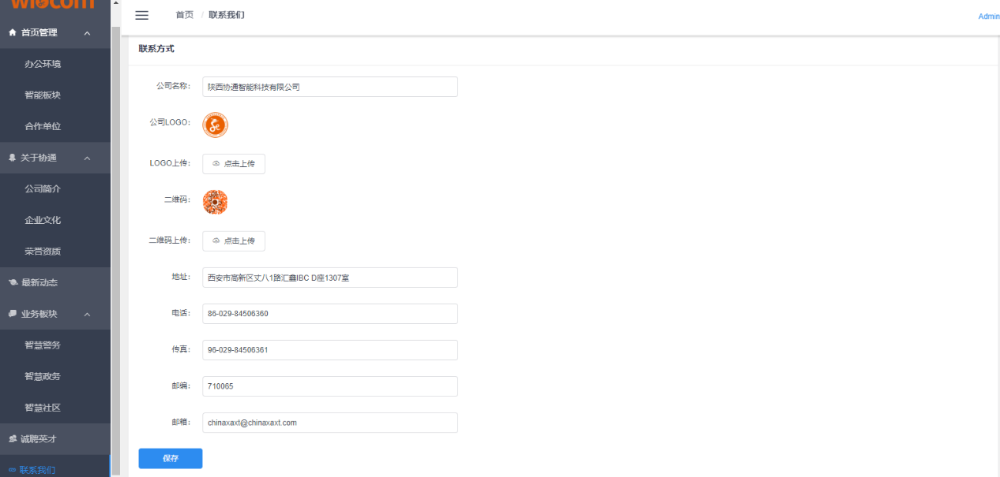 wiscom
首页管理
办公环境
智能板块
合作单位
关于协通
公司简介
企业文化
荣誉资质
最新动态
业务板块
智慧警务
智慧政务
智慧社区
诚聘英才
联系我们
首页 / 联系我们
Admin
联系方式
公司名称: 陕西协通智能科技有限公司
公司LOGO:
LOGO上传: 点击上传
二维码:
二维码上传: 点击上传
地址: 西安市高新区丈八1路汇鑫IBC D座1307室
电话: 86-029-84506360
传真: 96-029-84506361
邮编: 710065
邮箱: chinaxaxt@chinaxaxt.com
保存